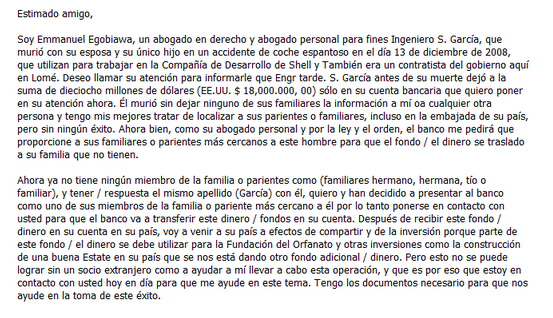 Estimado amigo,
Soy Emmanuel Egobiawa, un abogado en derecho y abogado personal para fines Ingeniero S. García, que
murió con su esposa y su único hijo en un accidente de coche espantoso en el día 13 de diciembre de 2008,
que utilizan para trabajar en la Compañía de Desarrollo de Shell y También era un contratista del gobierno aquí
en Lomé. Deseo llamar su atención para informarle que Engr tarde. S. García antes de su muerte dejó a la
suma de dieciocho millones de dólares (EE.UU. $ 18,000.000, 00) sólo en su cuenta bancaria que quiero poner
en su atención ahora. Él murió sin dejar ninguno de sus familiares la información a mí oa cualquier otra
persona y tengo mis mejores tratar de localizar a sus parientes o familiares, incluso en la embajada de su país,
pero sin ningún éxito. Ahora bien, como su abogado personal y por la ley y el orden, el banco me pedirá que
proporcione a sus familiares o parientes más cercanos a este hombre para que el fondo / el dinero se traslado
a su familia que no tienen.
Ahora ya no tiene ningún miembro de la familia o parientes como (familiares hermano, hermana, tío o
familiar), y tener / respuesta el mismo apellido (García) con él, quiero y han decidido a presentar al banco
como uno de sus miembros de la familia o pariente más cercano a él por lo tanto ponerse en contacto con
usted para que el banco va a transferir este dinero / fondos en su cuenta. Después de recibir este fondo /
dinero en su cuenta en su país, voy a venir a su país a efectos de compartir y de la inversión porque parte de
este fondo / el dinero se debe utilizar para la Fundación del Orfanato y otras inversiones como la construcción
de una buena Estate en su país que se nos está dando otro fondo adicional / dinero. Pero esto no se puede
lograr sin un socio extranjero como a ayudar a mí llevar a cabo esta operación, y que es por eso que estoy en
contacto con usted hoy en día para que me ayude en este tema. Tengo los documentos necesario para que nos
ayude en la toma de este éxito.